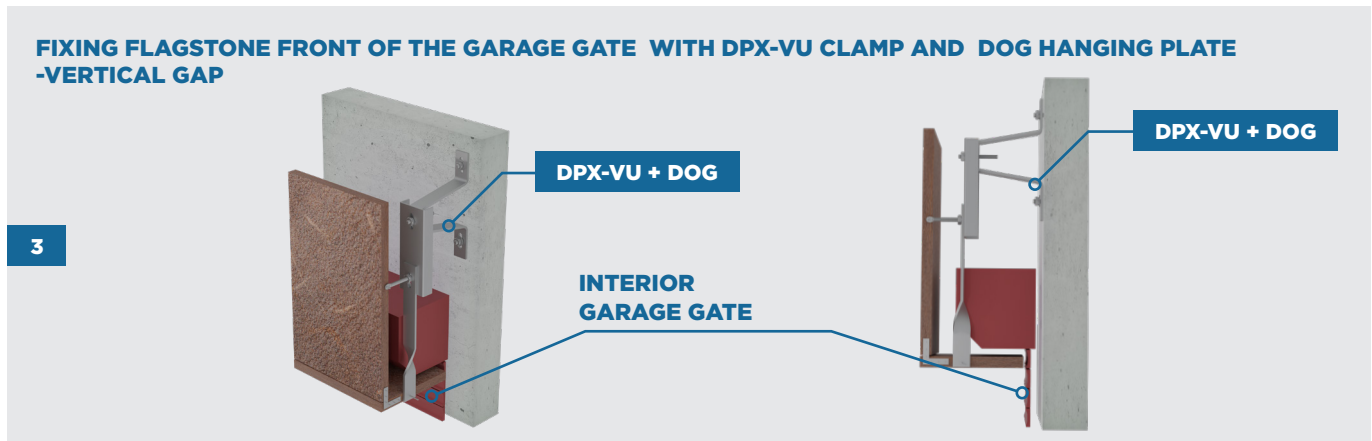 FIXING FLAGSTONE FRONT OF THE GARAGE GATE WITH DPX-VU CLAMP AND DOG HANGING PLATE
-VERTICAL GAP
DPX-VU + DOG
DPX-VU + DOG
3
INTERIOR
GARAGE GATE